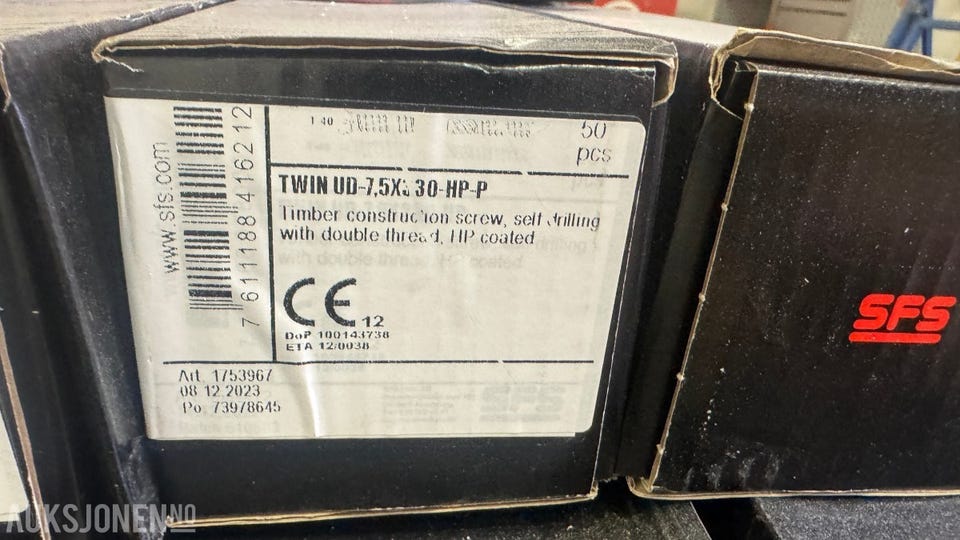 www.sfs.com
7 611188 416212
50
pcs
TWIN UD-7,5X 30-HP-P
Timber construction screw, self drilling
with double thread, HP coated
CE 12
DoP 100143738
ETA 12/0038
Art. 1753967
08.12.2023
Po. 73978645
SFS
AUKSJONEN.NO